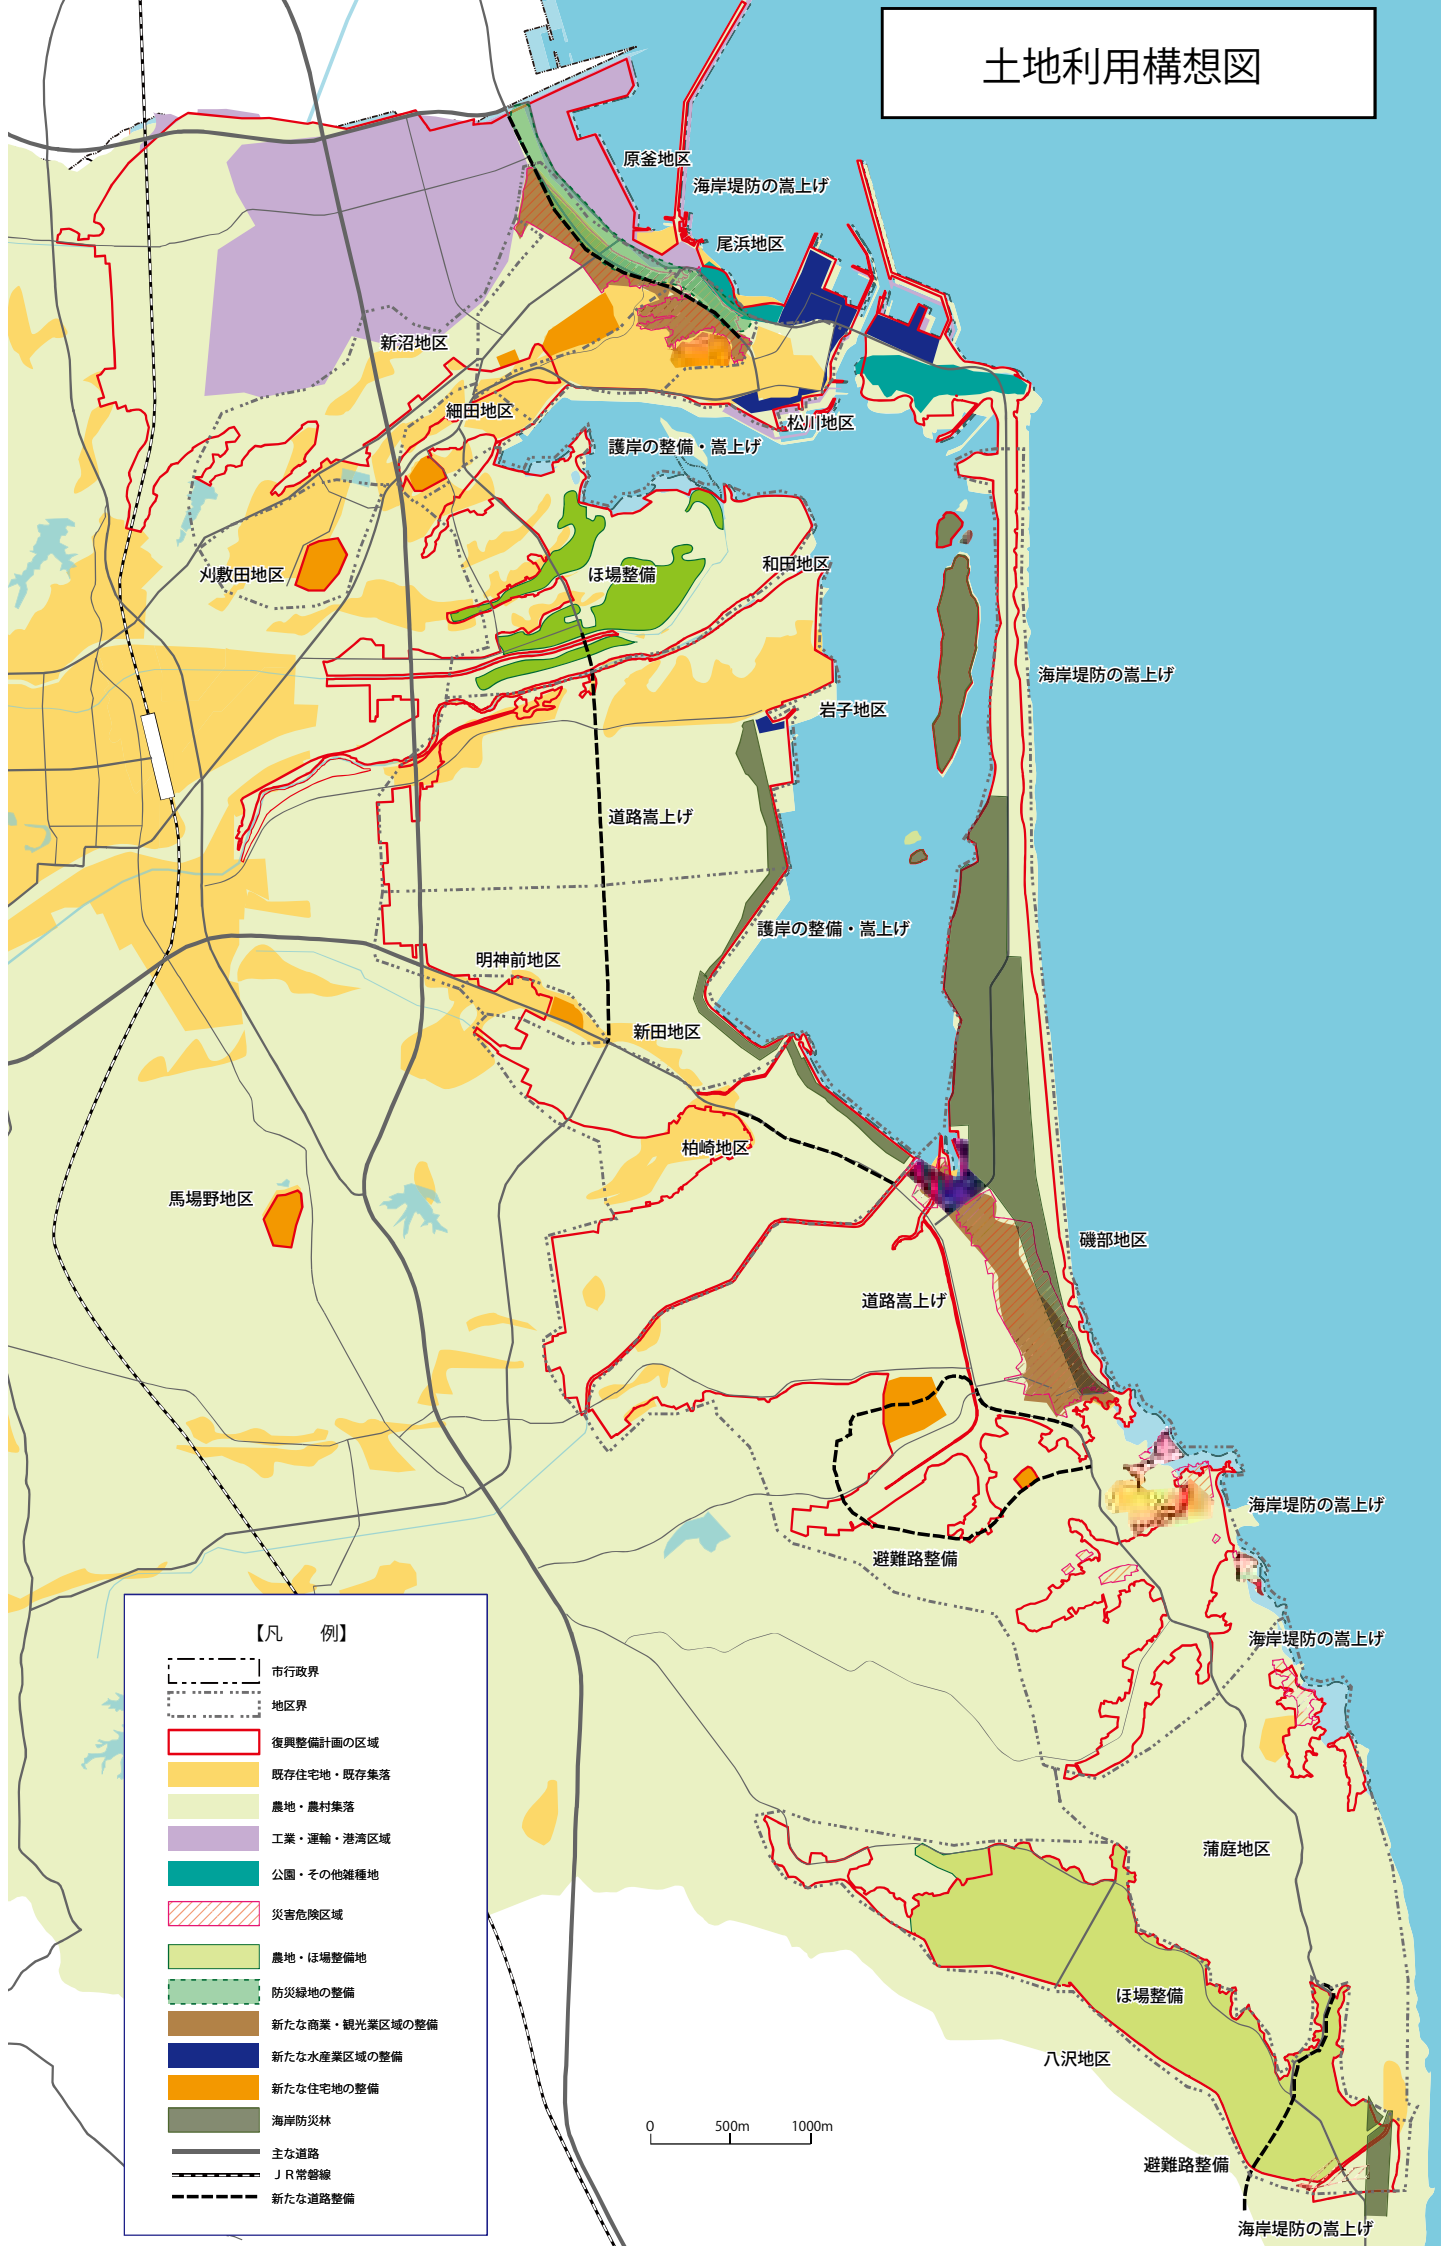 土地利用構想図
原釜地区
海岸堤防の嵩上げ
尾浜地区
新沼地区
細田地区
松川地区
護岸の整備・嵩上げ
刈敷田地区
ほ場整備
和田地区
海岸堤防の嵩上げ
岩子地区
道路嵩上げ
護岸の整備・嵩上げ
明神前地区
新田地区
柏崎地区
馬場野地区
磯部地区
道路嵩上げ
海岸堤防の嵩上げ
避難路整備
海岸堤防の嵩上げ
蒲庭地区
ほ場整備
八沢地区
避難路整備
海岸堤防の嵩上げ
0 500m 1000m
【凡 例】
市行政界
地区界
復興整備計画の区域
既存住宅地・既存集落
農地・農村集落
工業・運輸・港湾区域
公園・その他雑種地
災害危険区域
農地・ほ場整備地
防災緑地の整備
新たな商業・観光業区域の整備
新たな水産業区域の整備
新たな住宅地の整備
海岸防災林
主な道路
ＪＲ常磐線
新たな道路整備